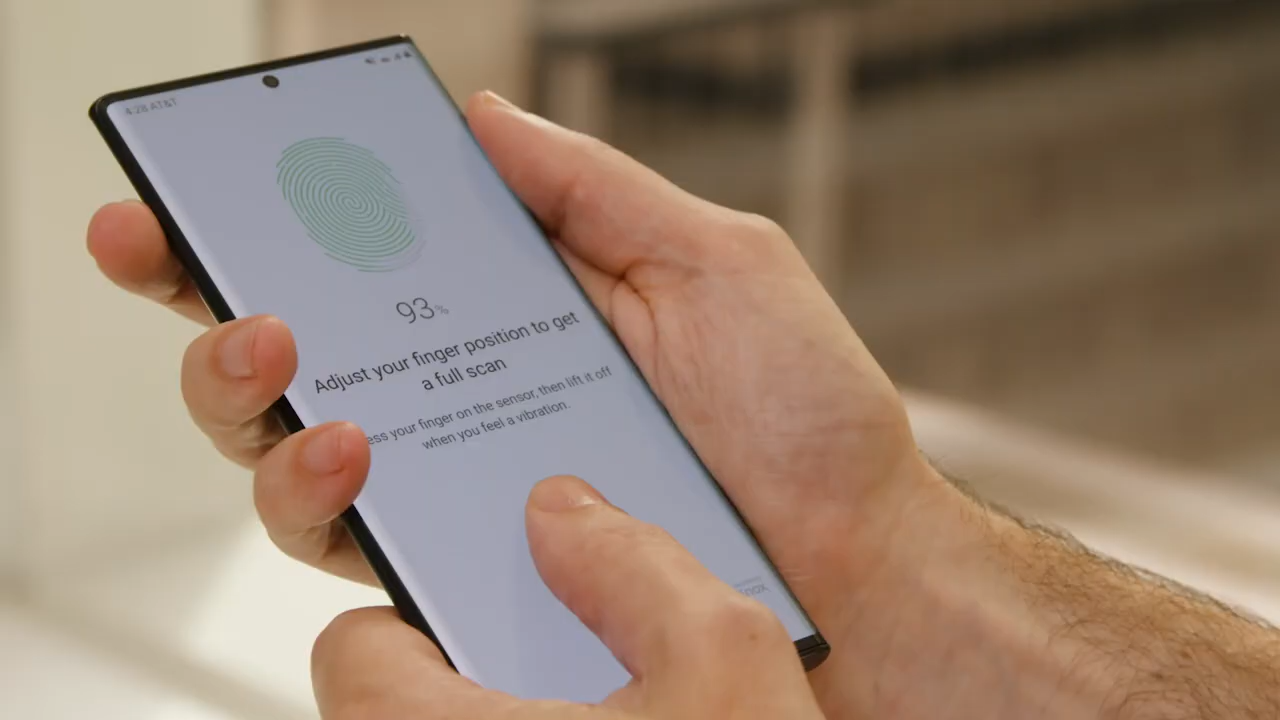 4:28 AT&T
93%
Adjust your finger position to get
a full scan
your finger on the sensor, then lift it off
when you feel a vibration.